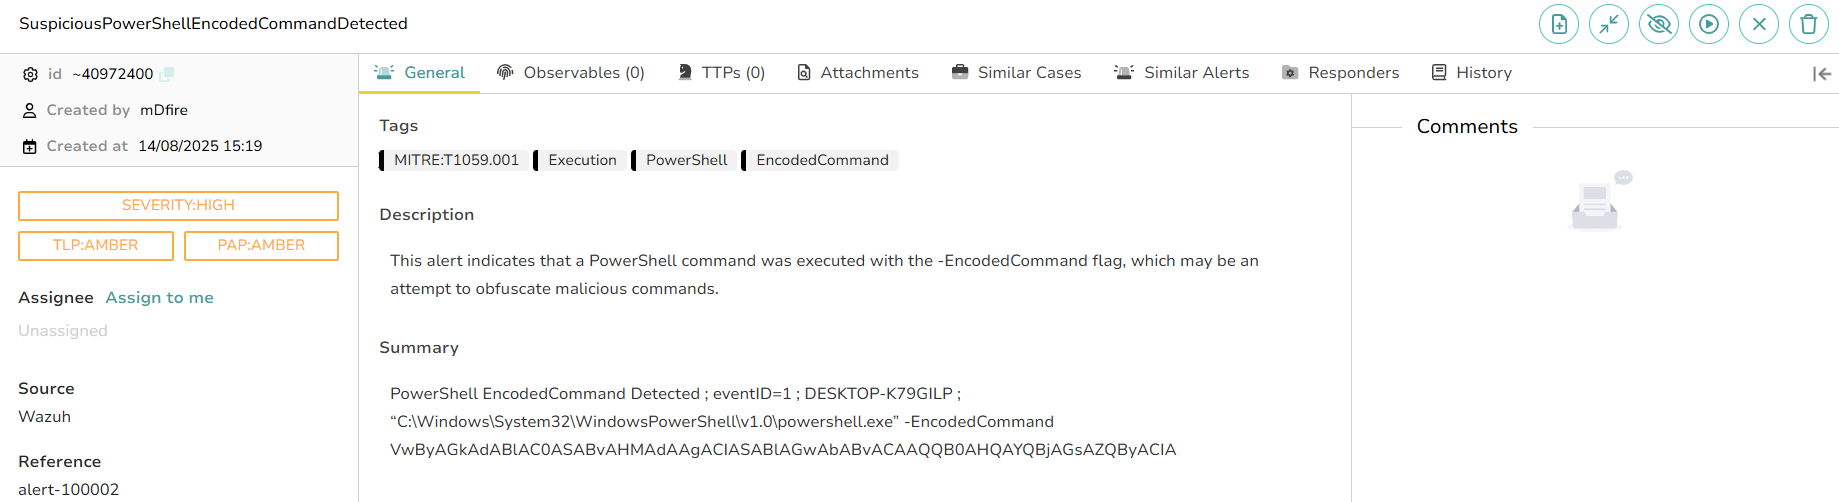 SuspiciousPowerShellEncodedCommandDetected
id ~40972400
Created by mDfire
Created at 14/08/2025 15:19
SEVERITY:HIGH
TLP:AMBER PAP:AMBER
Assignee Assign to me
Unassigned
Source
Wazuh
Reference
alert-100002
General Observables (0) TTPs (0) Attachments Similar Cases Similar Alerts Responders History
Tags
MITRE:T1059.001 Execution PowerShell EncodedCommand
Description
This alert indicates that a PowerShell command was executed with the -EncodedCommand flag, which may be an
attempt to obfuscate malicious commands.
Summary
PowerShell EncodedCommand Detected ; eventID=1 ; DESKTOP-K79GILP ;
“C:\Windows\System32\WindowsPowerShell\v1.0\powershell.exe” -EncodedCommand
VwByAGkAdABlAC0ASABvAHMAdAAgACIASABlAGwAbABvACAAQQB0AHQAYQBjAGsAZQByACIA
Comments